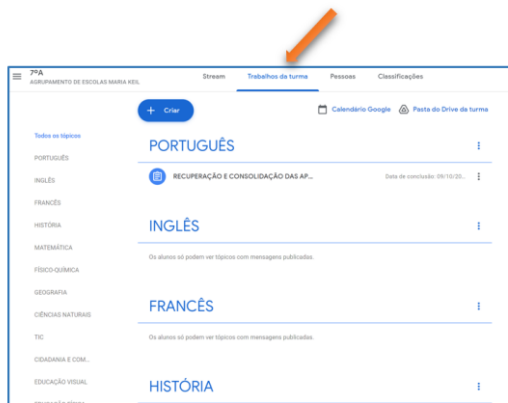 7ºA
AGRUPAMENTO DE ESCOLAS MARIA KEIL
Stream Trabalhos da turma Pessoas Classificações
+ Criar
Calendário Google Pasta do Drive da turma
Todos os tópicos
PORTUGUÊS
INGLÊS
FRANCÊS
HISTÓRIA
MATEMÁTICA
FÍSICO-QUÍMICA
GEOGRAFIA
CIÊNCIAS NATURAIS
TIC
CIDADANIA E COM...
EDUCAÇÃO VISUAL
EDUCAÇÃO FÍSICA
PORTUGUÊS
RECUPERAÇÃO E CONSOLIDAÇÃO DAS AP...
Data de conclusão: 09/10/20...
INGLÊS
Os alunos só podem ver tópicos com mensagens publicadas.
FRANCÊS
Os alunos só podem ver tópicos com mensagens publicadas.
HISTÓRIA